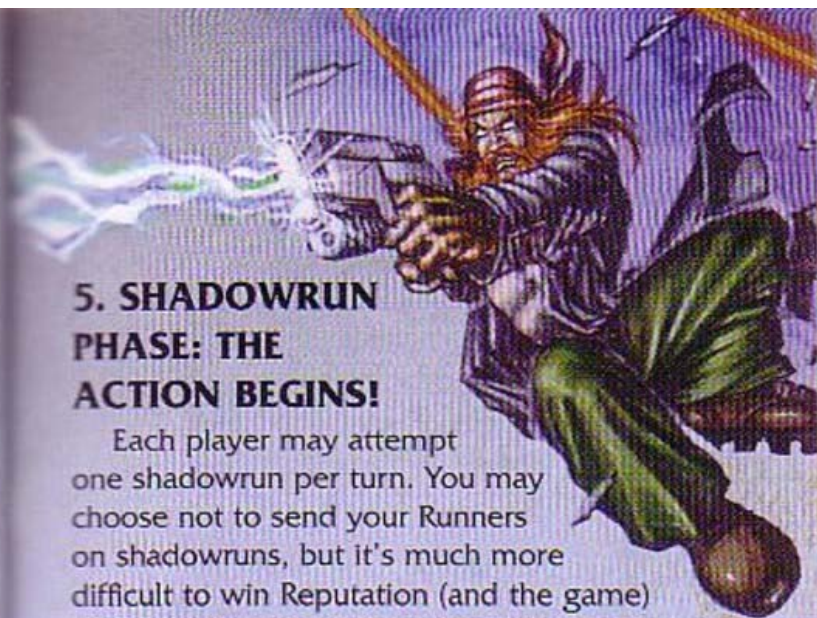 5. SHADOWRUN
PHASE: THE
ACTION BEGINS!
Each player may attempt
one shadowrun per turn. You may
choose not to send your Runners
on shadowruns, but it's much more
difficult to win Reputation (and the game)